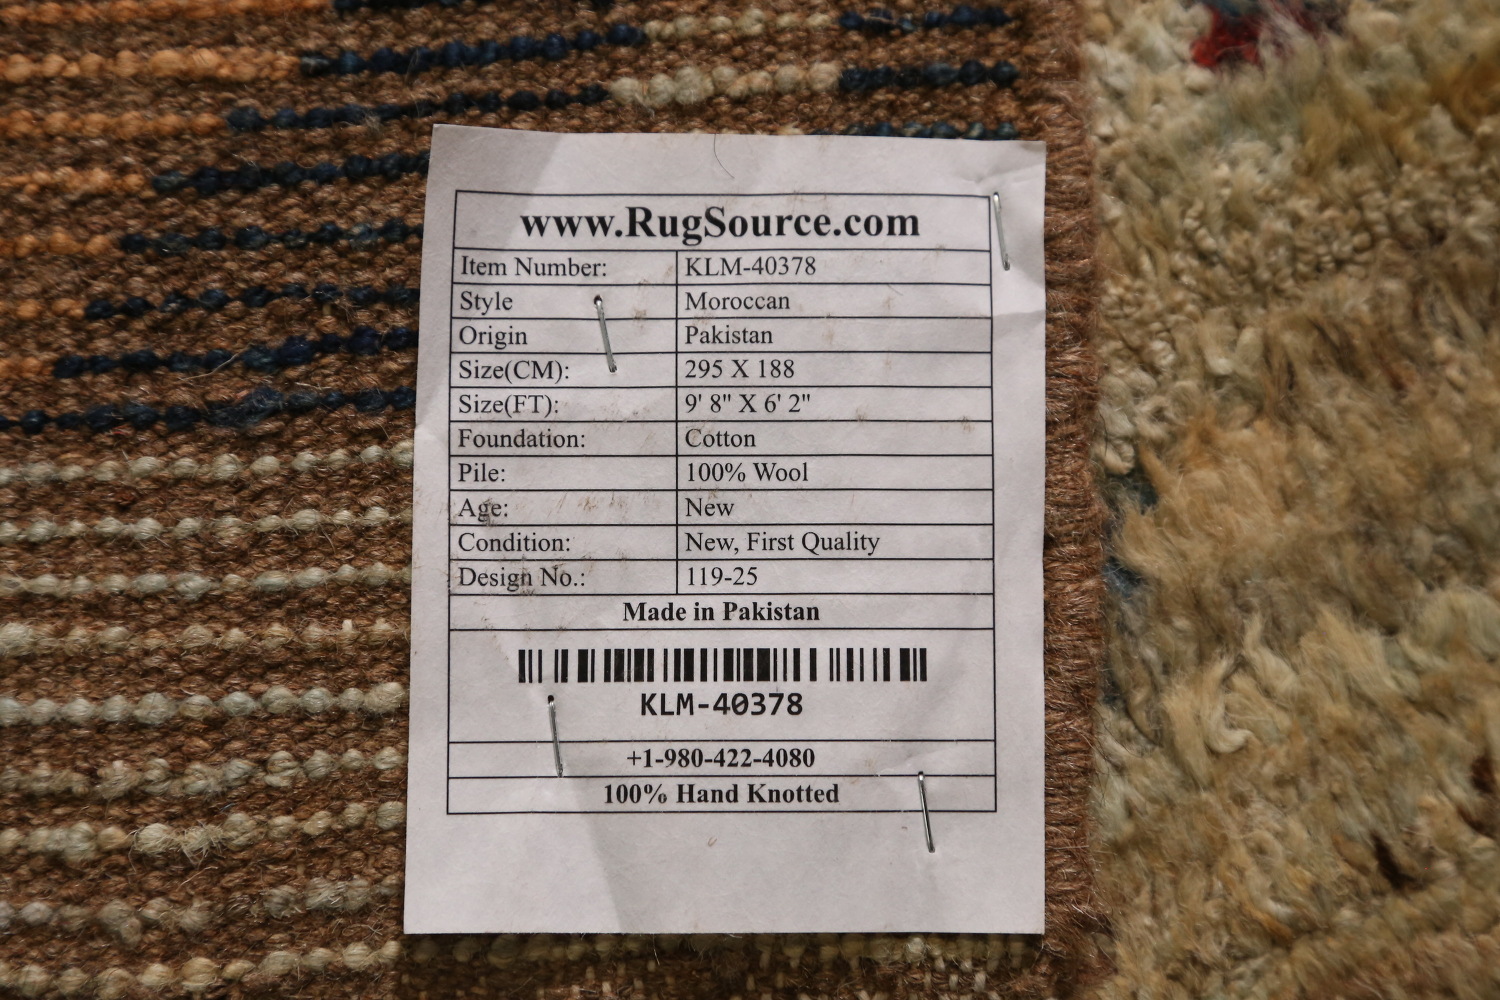 www.RugSource.com
Item Number: KLM-40378
Style Moroccan
Origin Pakistan
Size(CM): 295 X 188
Size(FT): 9' 8" X 6' 2"
Foundation: Cotton
Pile: 100% Wool
Age: New
Condition: New, First Quality
Design No.: 119-25
Made in Pakistan
KLM-40378
+1-980-422-4080
100% Hand Knotted